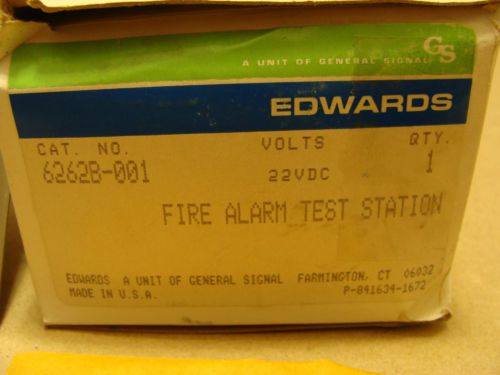 GS
A UNIT OF GENERAL SIGNAL
EDWARDS
CAT. NO. VOLTS QTY.
6262B-001 22VDC 1
FIRE ALARM TEST STATION
EDWARDS A UNIT OF GENERAL SIGNAL FARMINGTON, CT 06032
MADE IN U.S.A. P-841634-1672